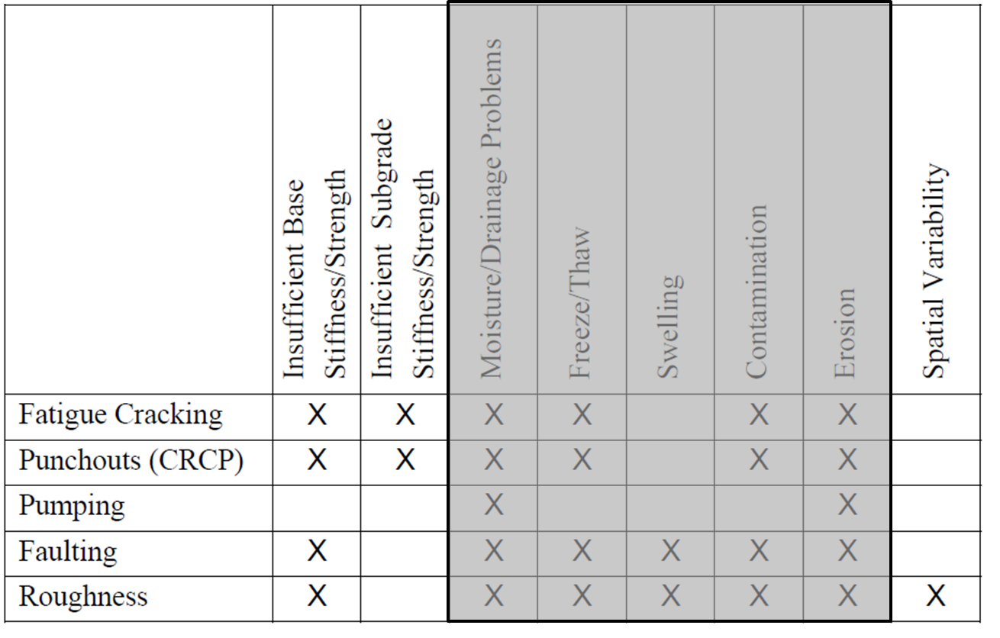 Insufficient Base
Stiffness/Strength
Insufficient Subgrade
Stiffness/Strength
Moisture/Drainage Problems
Freeze/Thaw
Swelling
Contamination
Erosion
Spatial Variability
Fatigue Cracking X X X X X X
Punchouts (CRCP) X X X X X X
Pumping X X
Faulting X X X X X X
Roughness X X X X X X X